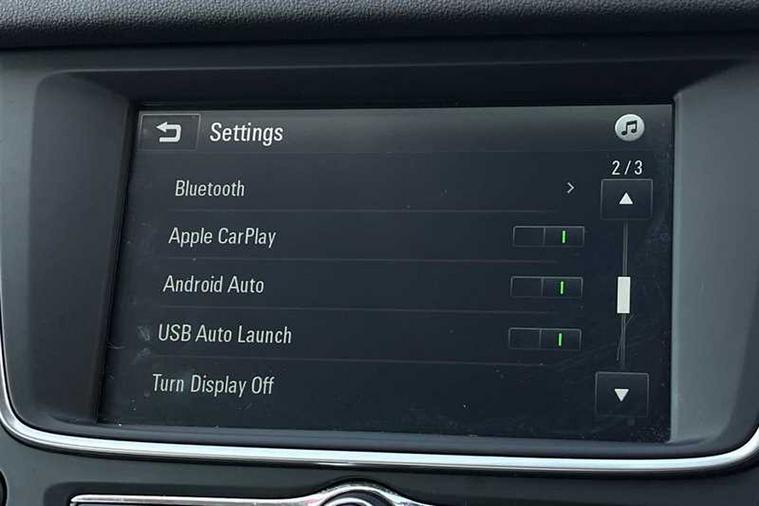 Settings
2/3
Bluetooth
Apple CarPlay
Android Auto
USB Auto Launch
Turn Display Off